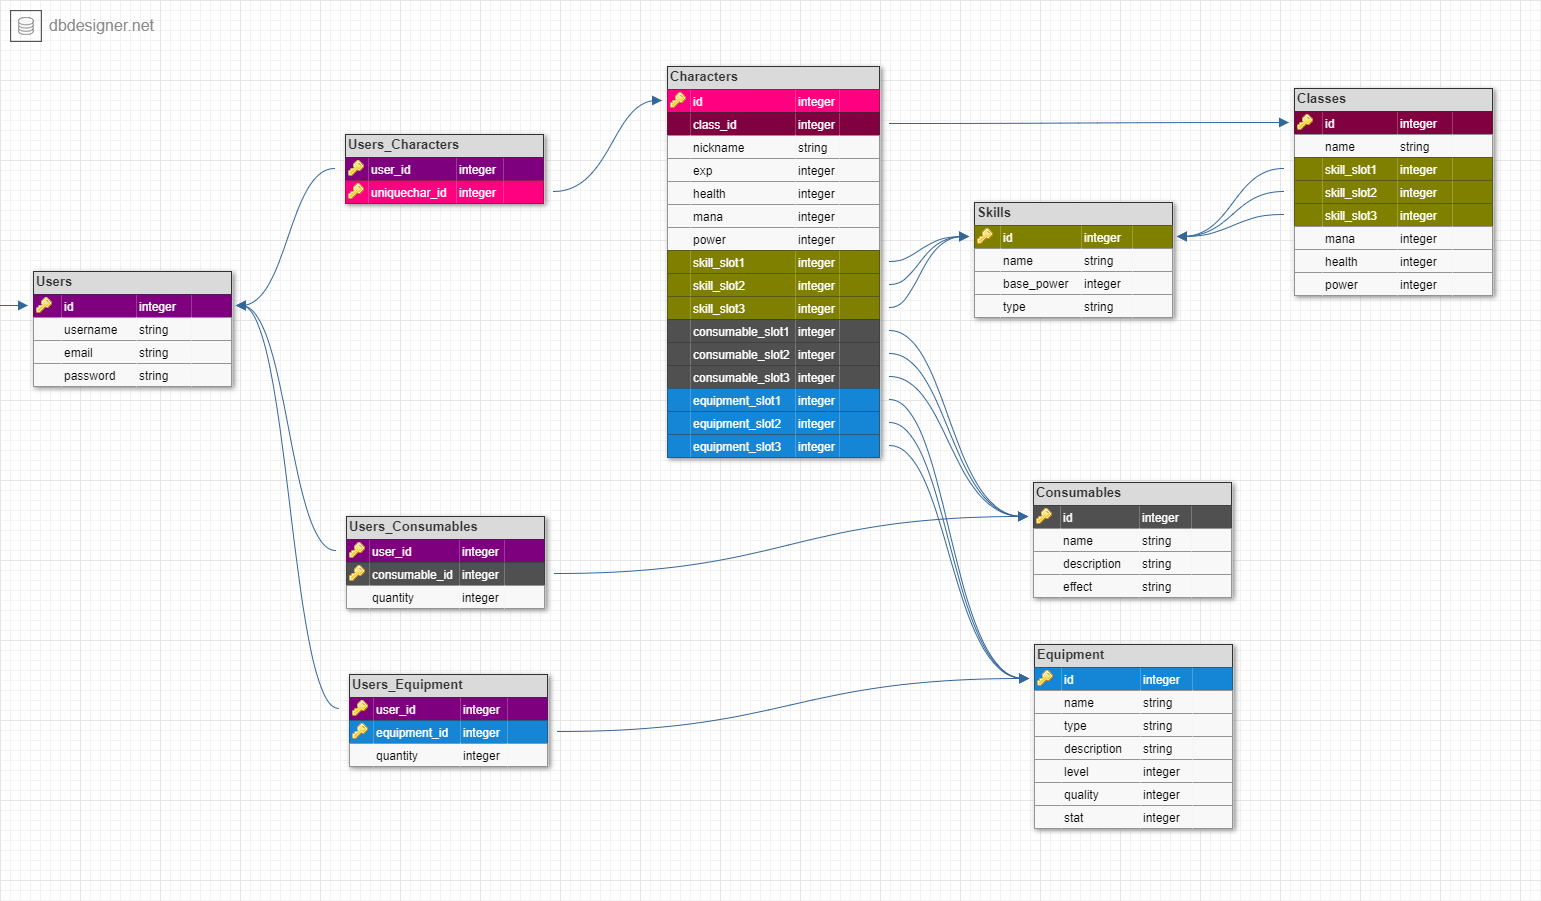 dbdesigner.net
Users
id integer
username string
email string
password string
Users_Characters
user_id integer
uniquechar_id integer
Users_Consumables
user_id integer
consumable_id integer
quantity integer
Users_Equipment
user_id integer
equipment_id integer
quantity integer
Characters
id integer
class_id integer
nickname string
exp integer
health integer
mana integer
power integer
skill_slot1 integer
skill_slot2 integer
skill_slot3 integer
consumable_slot1 integer
consumable_slot2 integer
consumable_slot3 integer
equipment_slot1 integer
equipment_slot2 integer
equipment_slot3 integer
Skills
id integer
name string
base_power integer
type string
Classes
id integer
name string
skill_slot1 integer
skill_slot2 integer
skill_slot3 integer
mana integer
health integer
power integer
Consumables
id integer
name string
description string
effect string
Equipment
id integer
name string
type string
description string
level integer
quality integer
stat integer